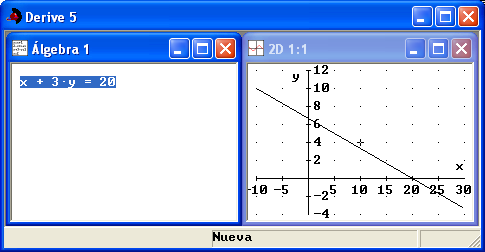 Derive 5
Álgebra 1
x + 3·y = 20
2D 1:1
y
12
10
8
6
4
2
x
-10 -5 5 10 15 20 25 30
-2
-4
Nueva